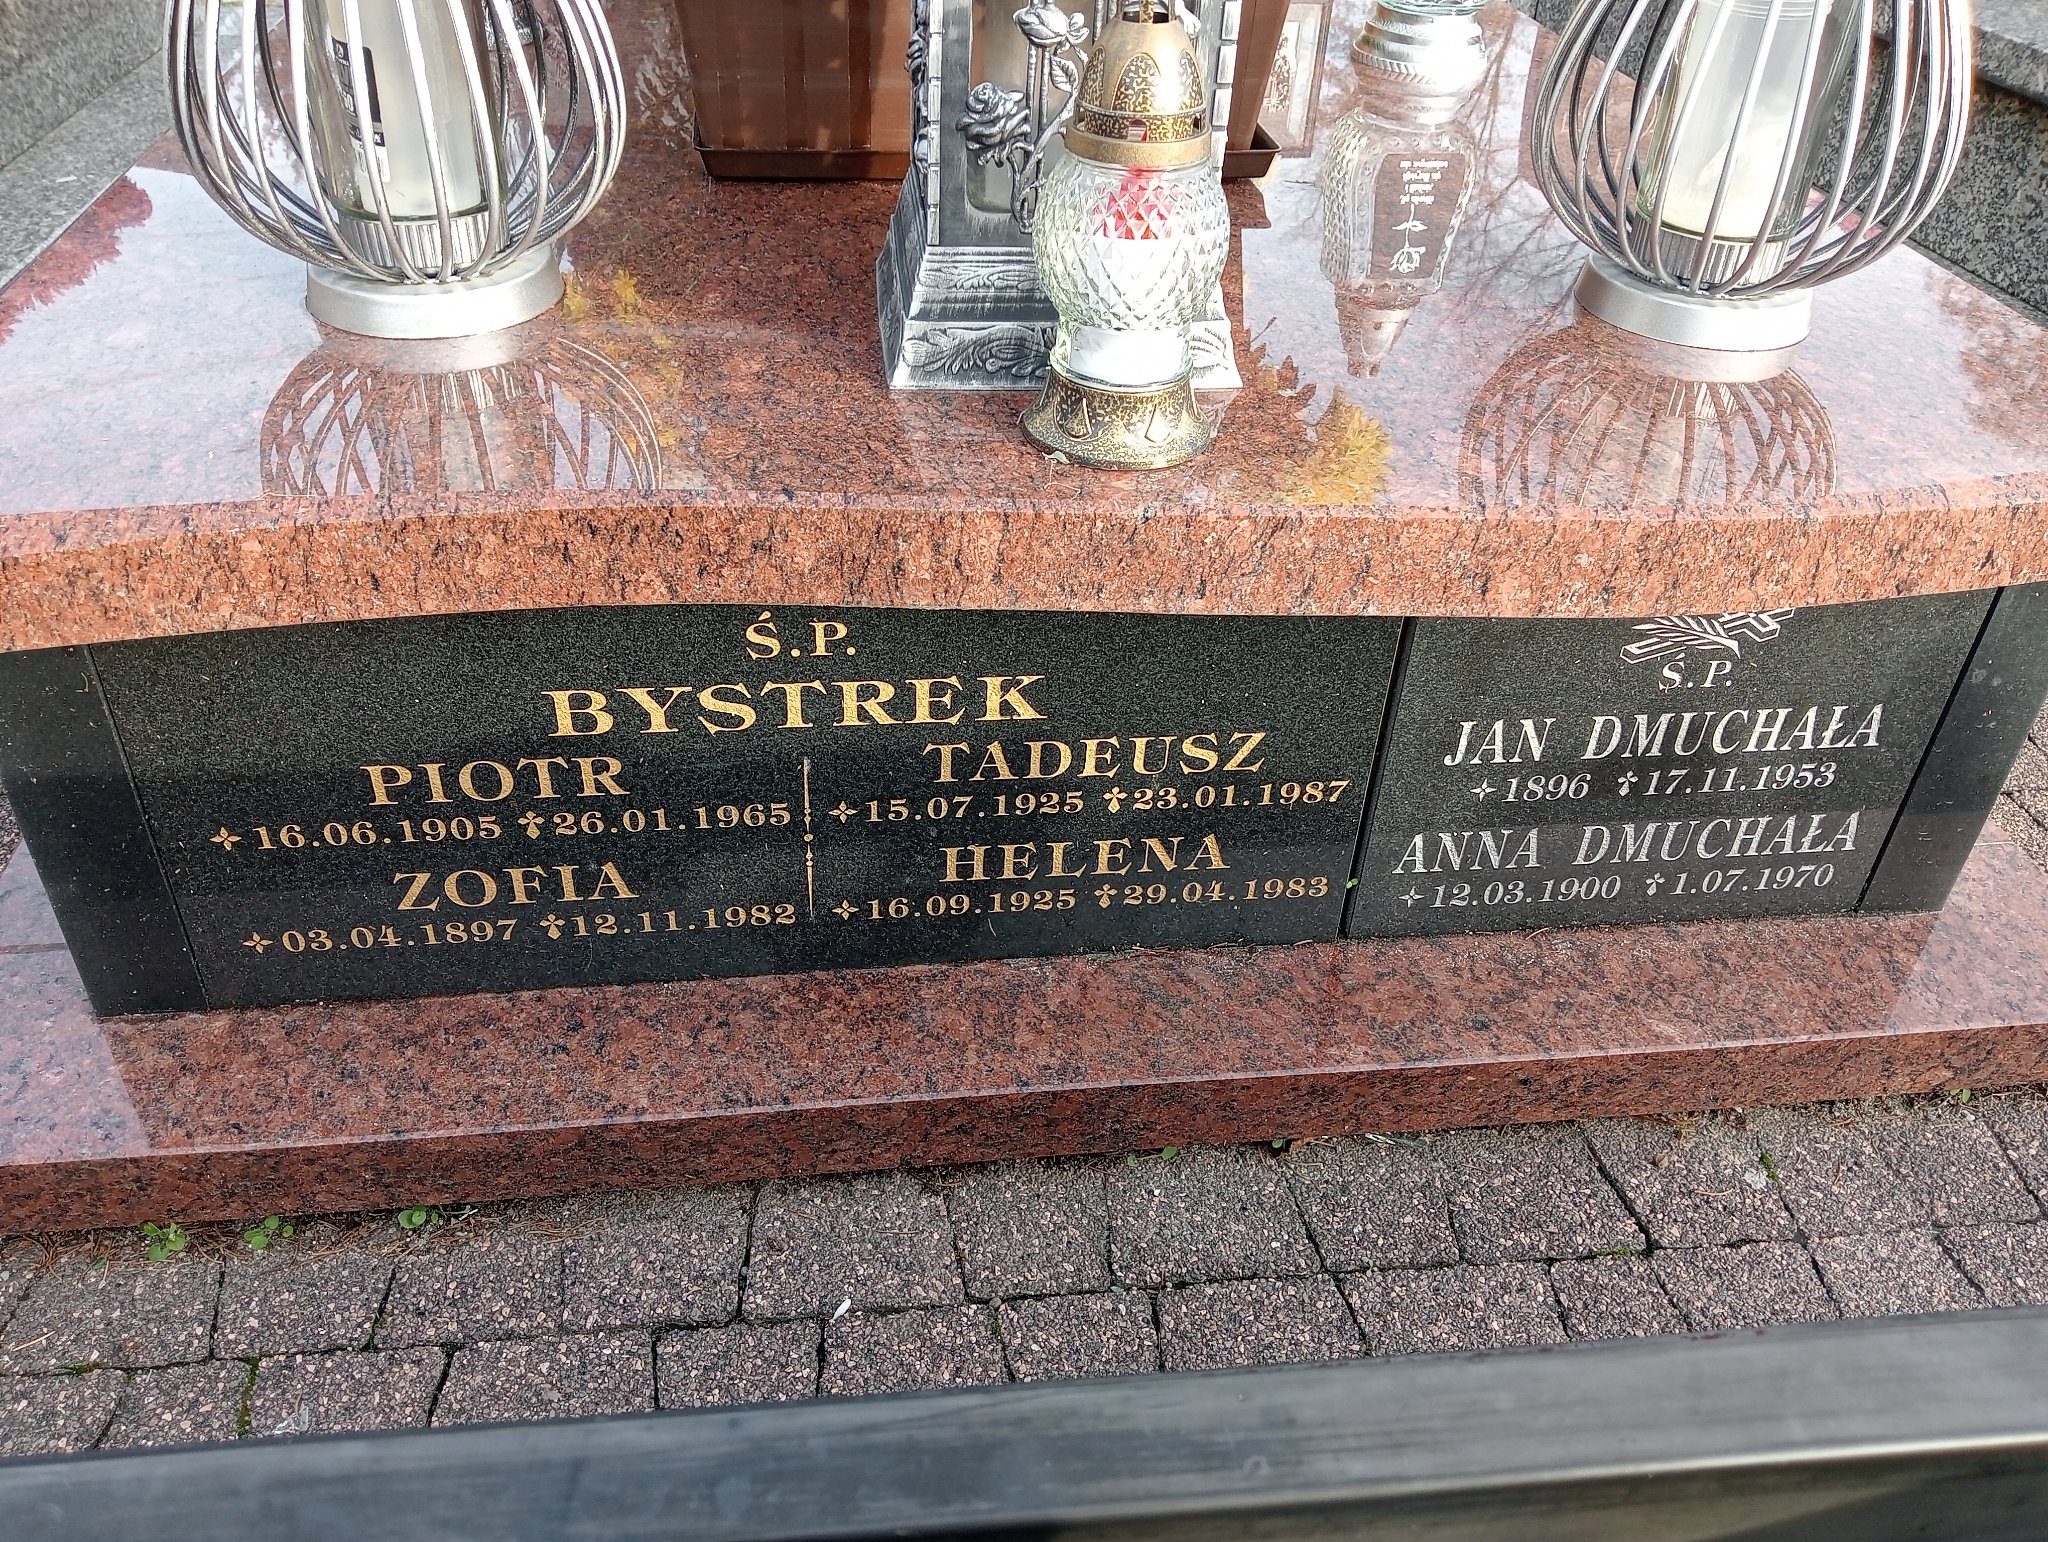 Ś.P.
BYSTREK
PIOTR
16.06.1905 26.01.1965
ZOFIA
03.04.1897 12.11.1982
TADEUSZ
15.07.1925 23.01.1987
HELENA
16.09.1925 29.04.1983
Ś.P.
JAN DMUCHAŁA
1896 17.11.1953
ANNA DMUCHAŁA
12.03.1900 1.07.1970